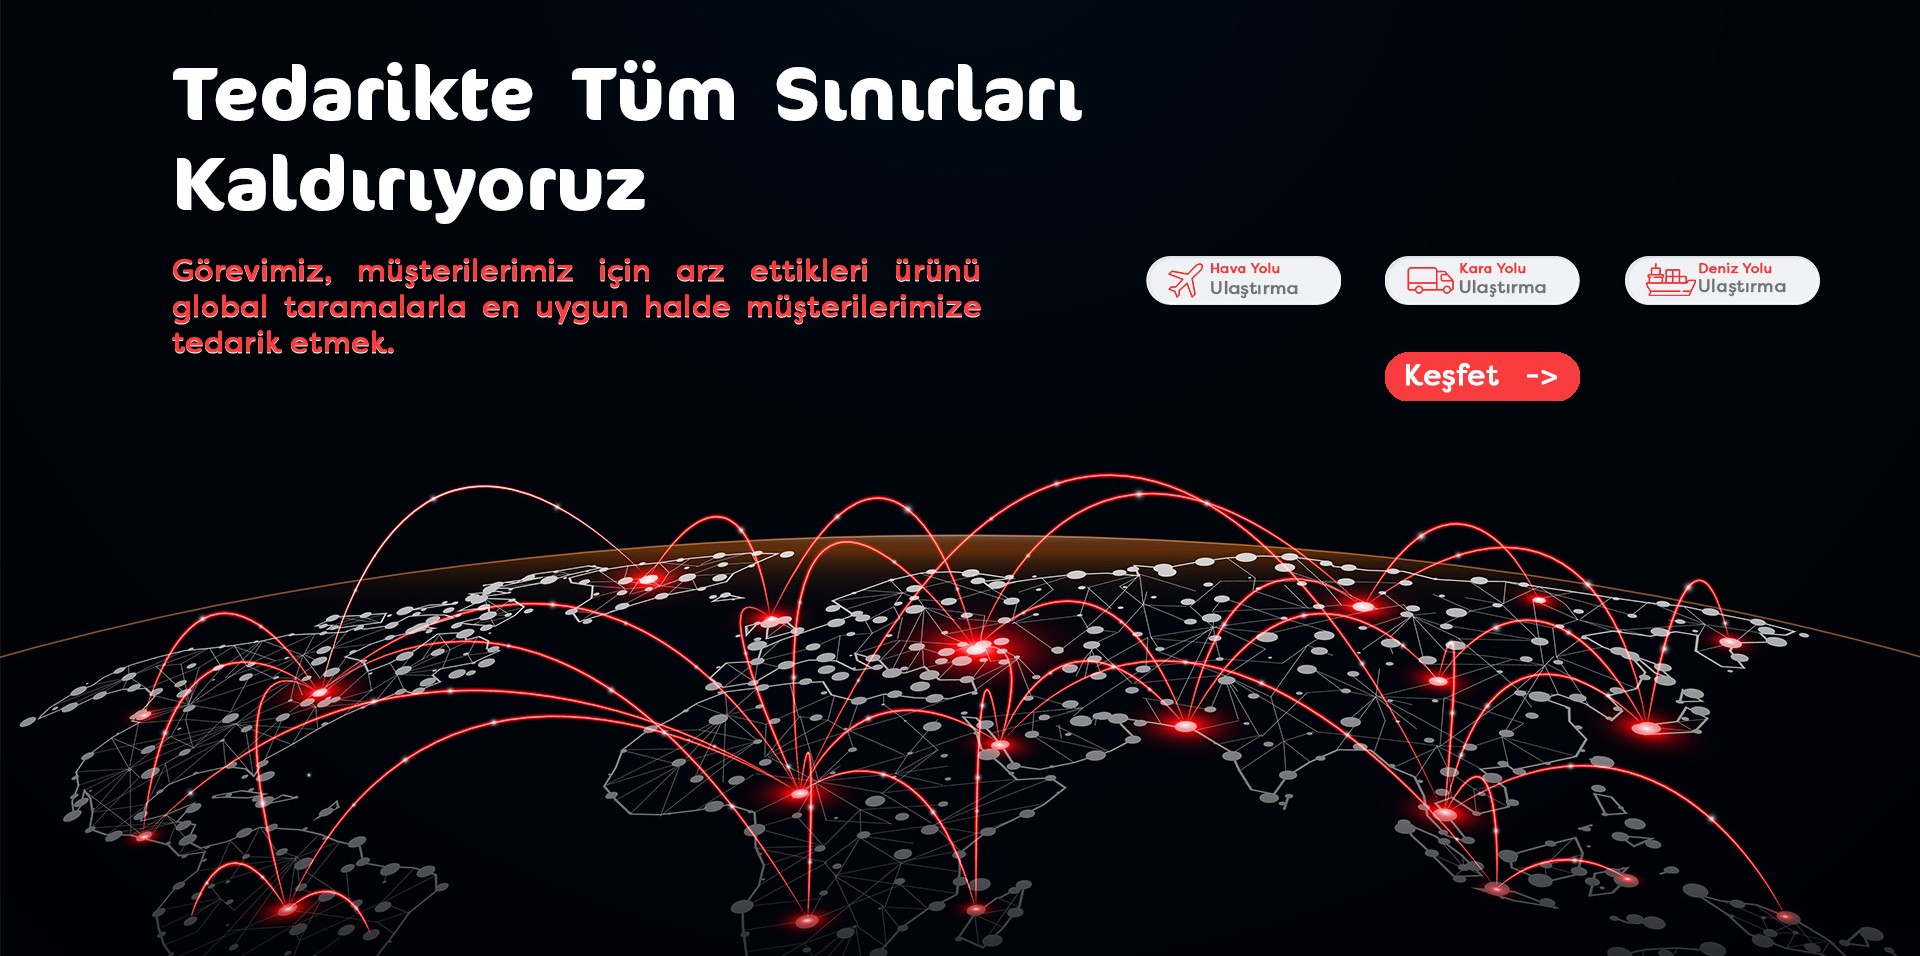 Tedarikte Tüm Sınırları
Kaldırıyoruz
Görevimiz, müşterilerimiz için arz ettikleri ürünü
global taramalarla en uygun halde müşterilerimize
tedarik etmek.
Hava Yolu
Ulaştırma
Kara Yolu
Ulaştırma
Deniz Yolu
Ulaştırma
Keşfet ->